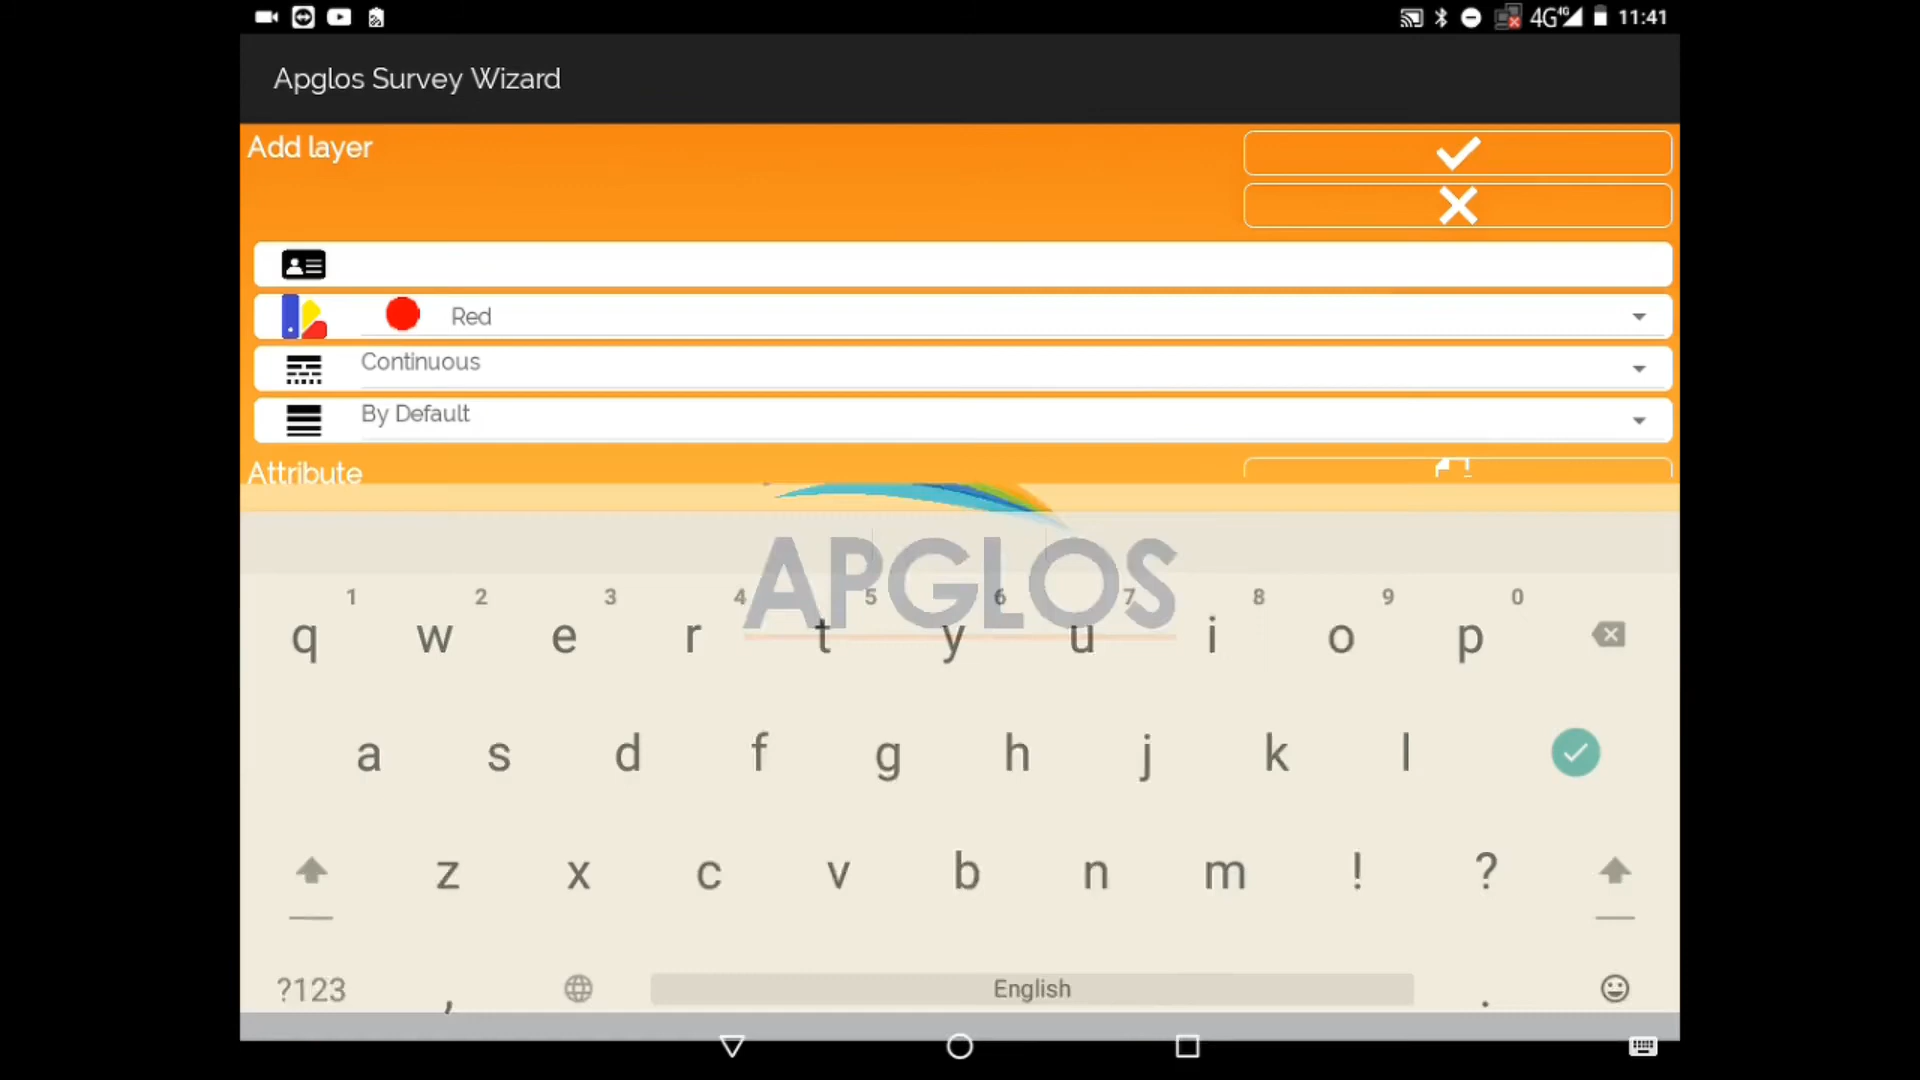 4G 4G 11:41
Apglos Survey Wizard
Add layer
Red
Continuous
By Default
Attribute
APGLOS
1 2 3 4 5 6 7 8 9 0
q w e r t y u i o p
a s d f g h j k l
z x c v b n m ! ?
?123 , English .